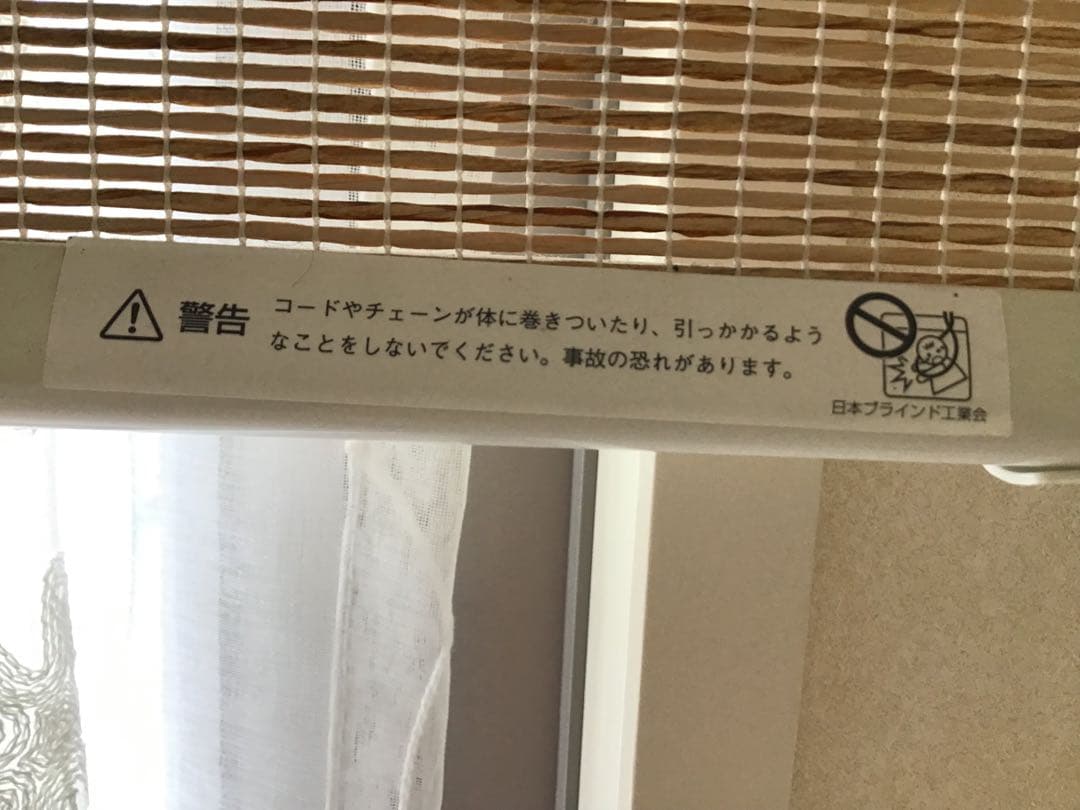 警告
コードやチェーンが体に巻きついたり、引っかかるよう
なことをしないでください。事故の恐れがあります。
日本ブラインド工業会